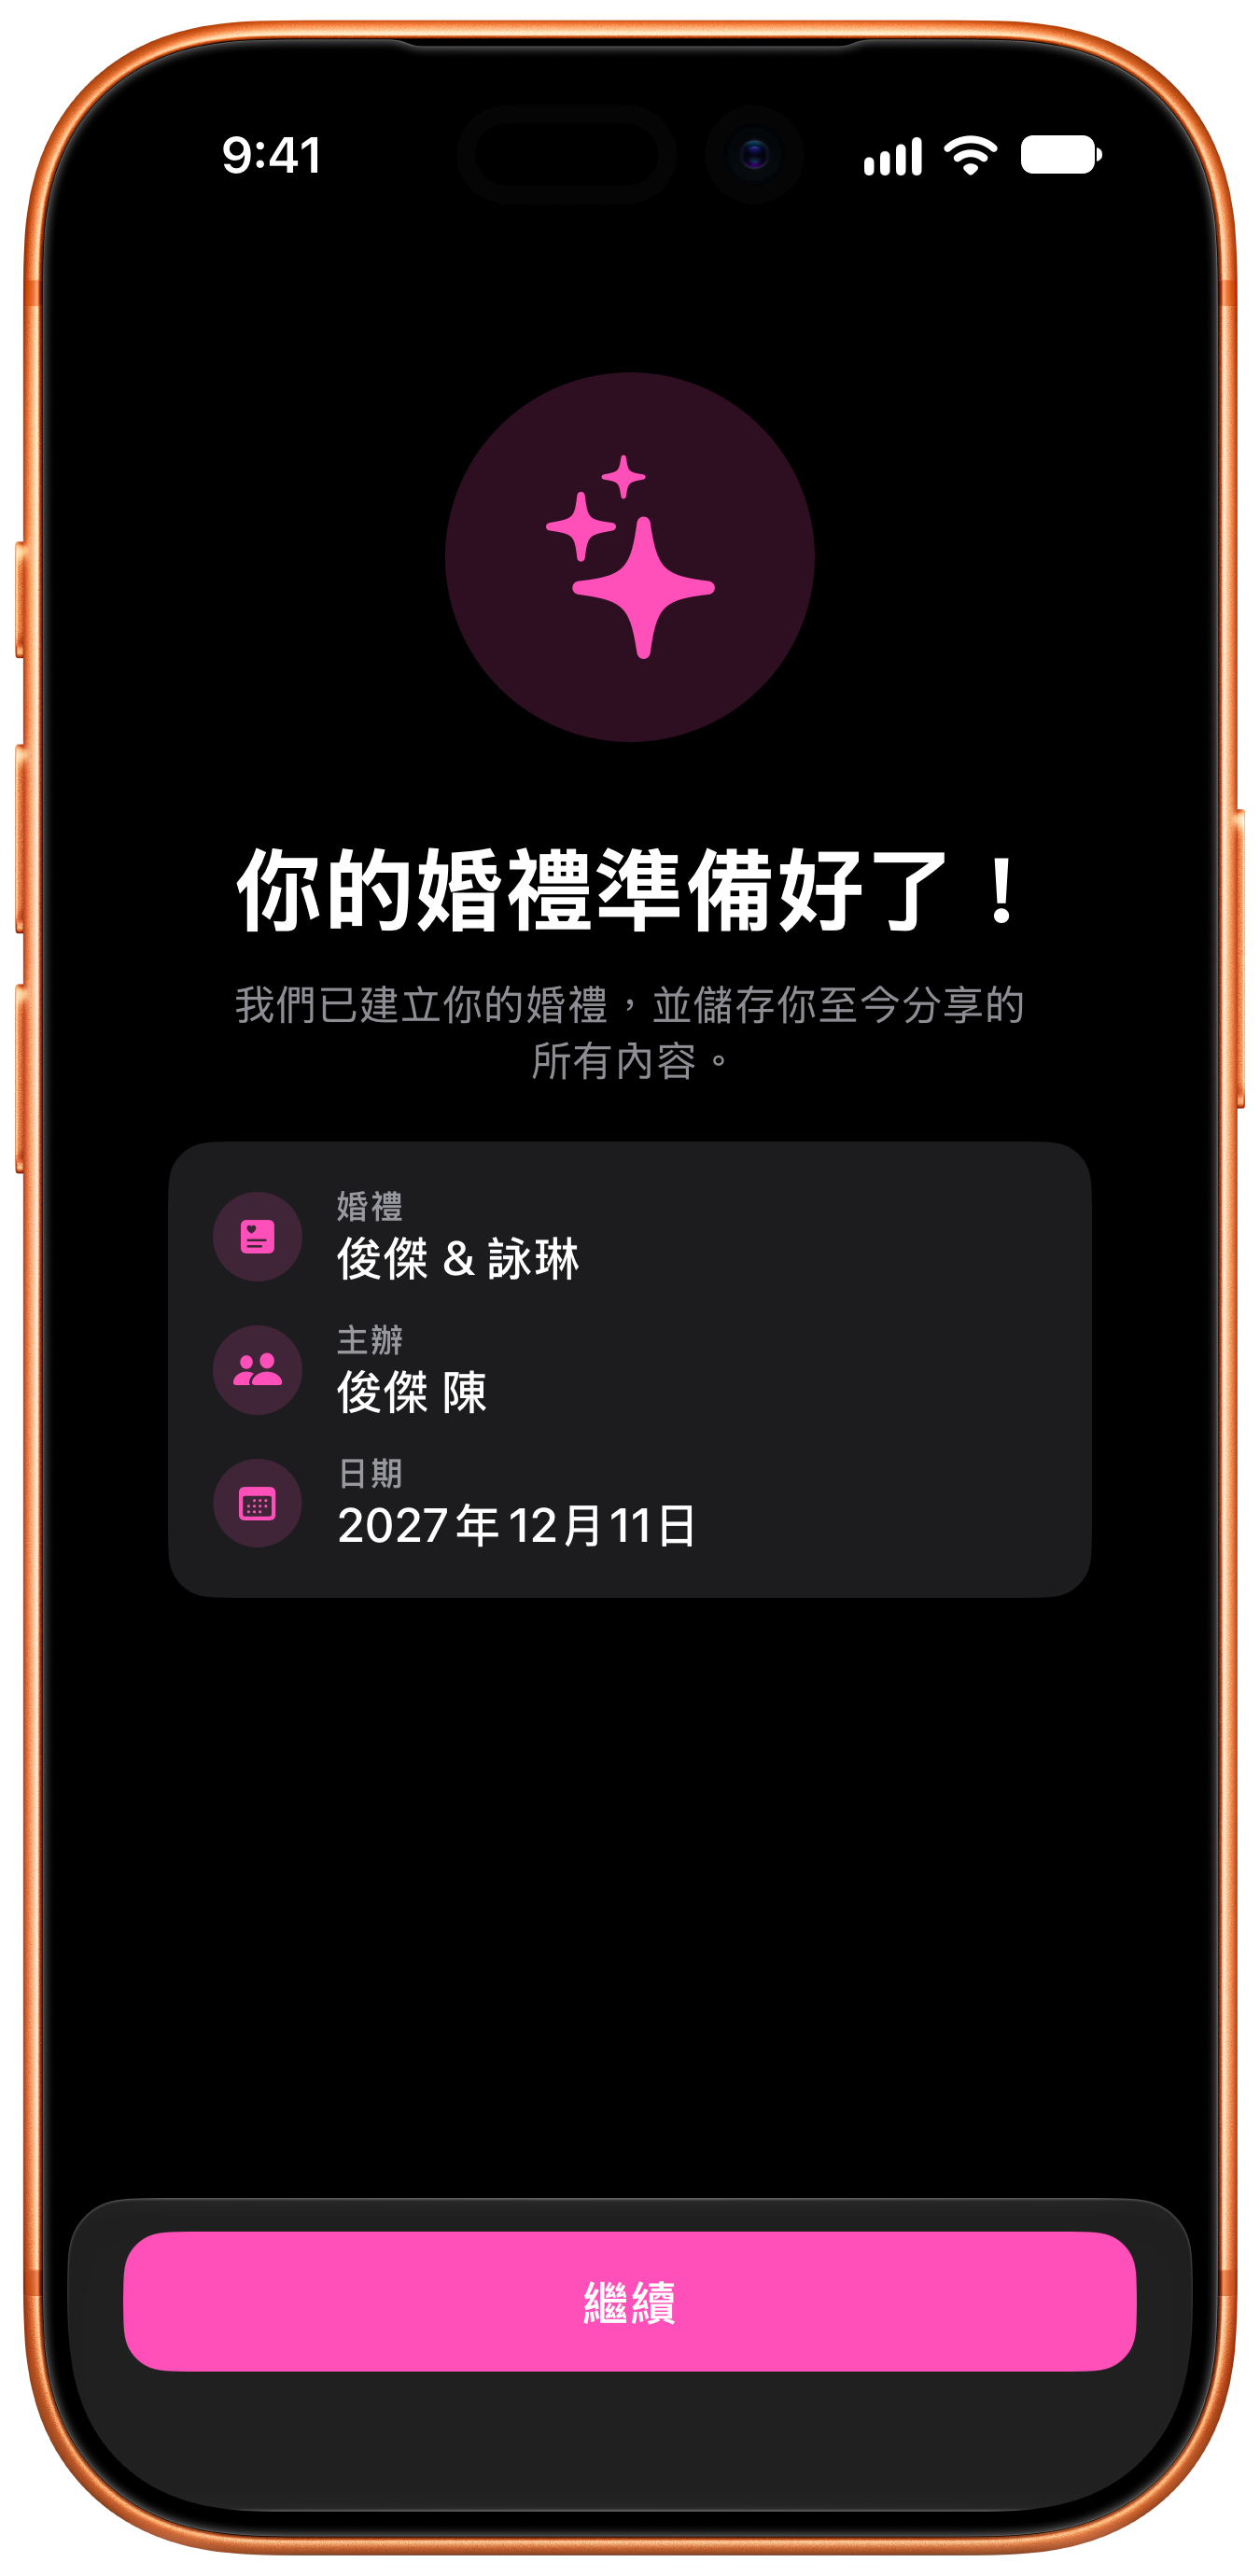 9:41
你的婚禮準備好了！
我們已建立你的婚禮，並儲存你至今分享的
所有內容。
婚禮
俊傑 & 詠琳
主辦
俊傑 陳
日期
2027年12月11日
繼續